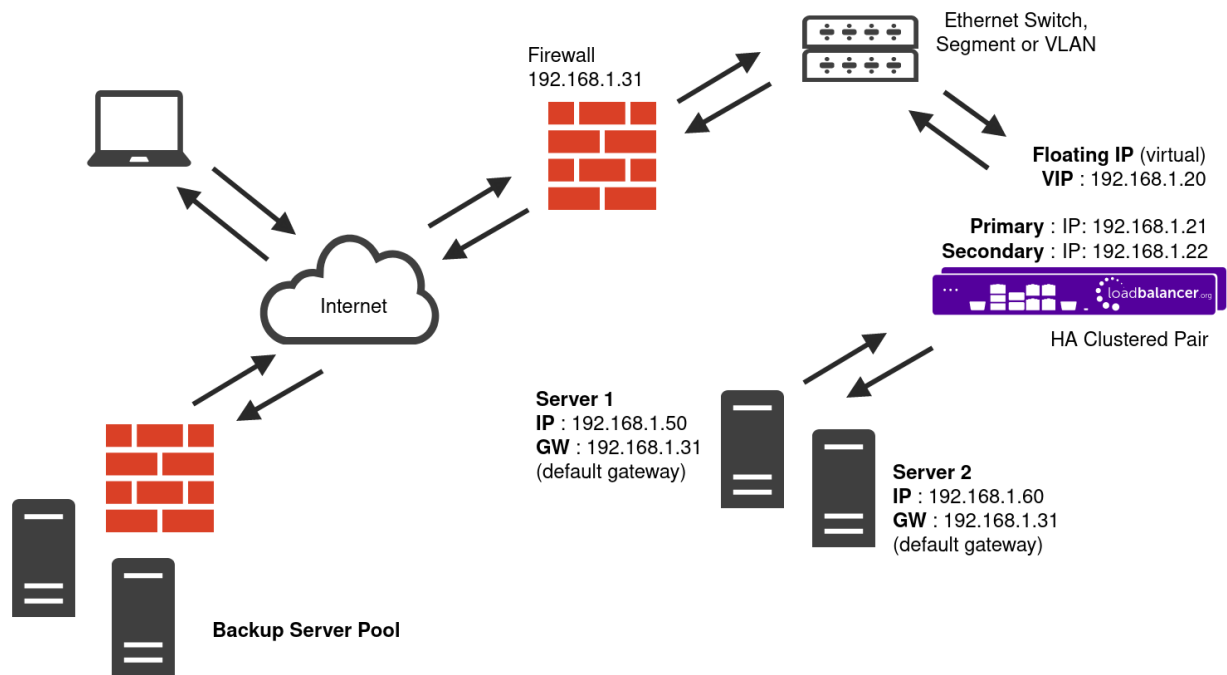 Ethernet Switch,
Segment or VLAN
Firewall
192.168.1.31
Floating IP (virtual)
VIP : 192.168.1.20
Primary : IP: 192.168.1.21
Secondary : IP: 192.168.1.22
loadbalancer.org
HA Clustered Pair
Internet
Server 1
IP : 192.168.1.50
GW : 192.168.1.31
(default gateway)
Server 2
IP : 192.168.1.60
GW : 192.168.1.31
(default gateway)
Backup Server Pool